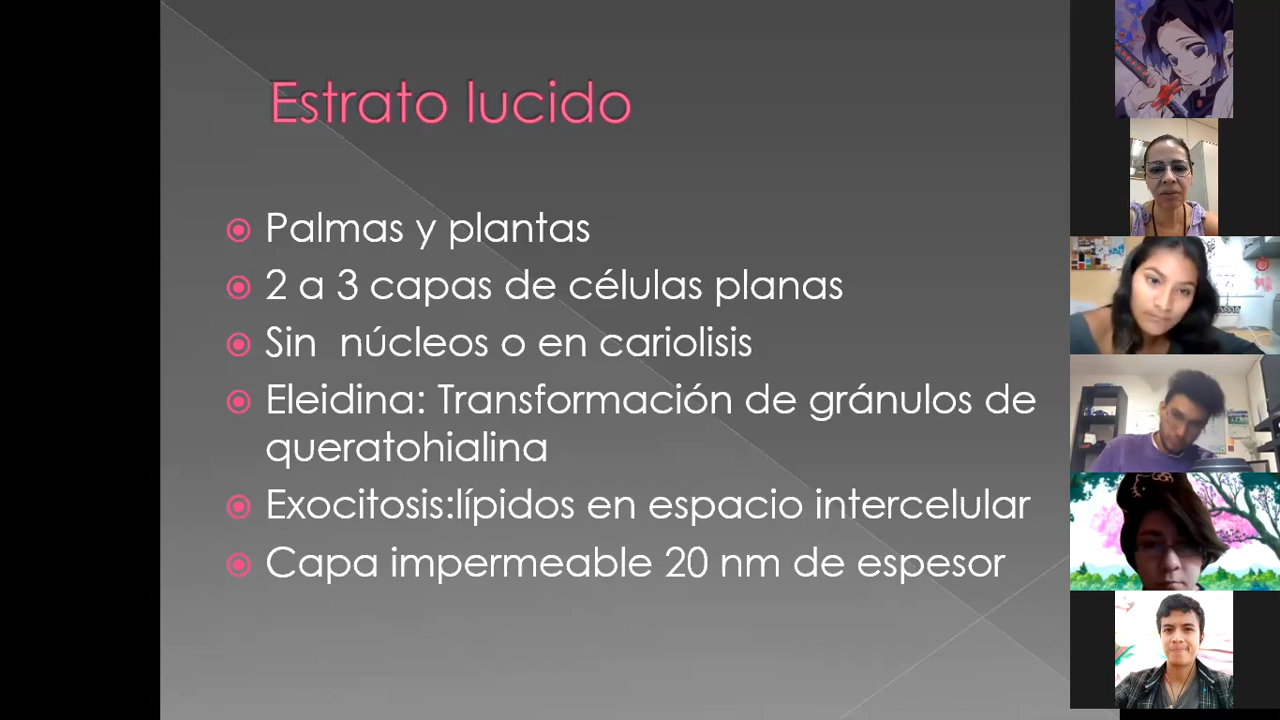 Estrato lucido
Palmas y plantas
2 a 3 capas de células planas
Sin núcleos o en cariolisis
Eleidina: Transformación de gránulos de
queratohialina
Exocitosis:lípidos en espacio intercelular
Capa impermeable 20 nm de espesor